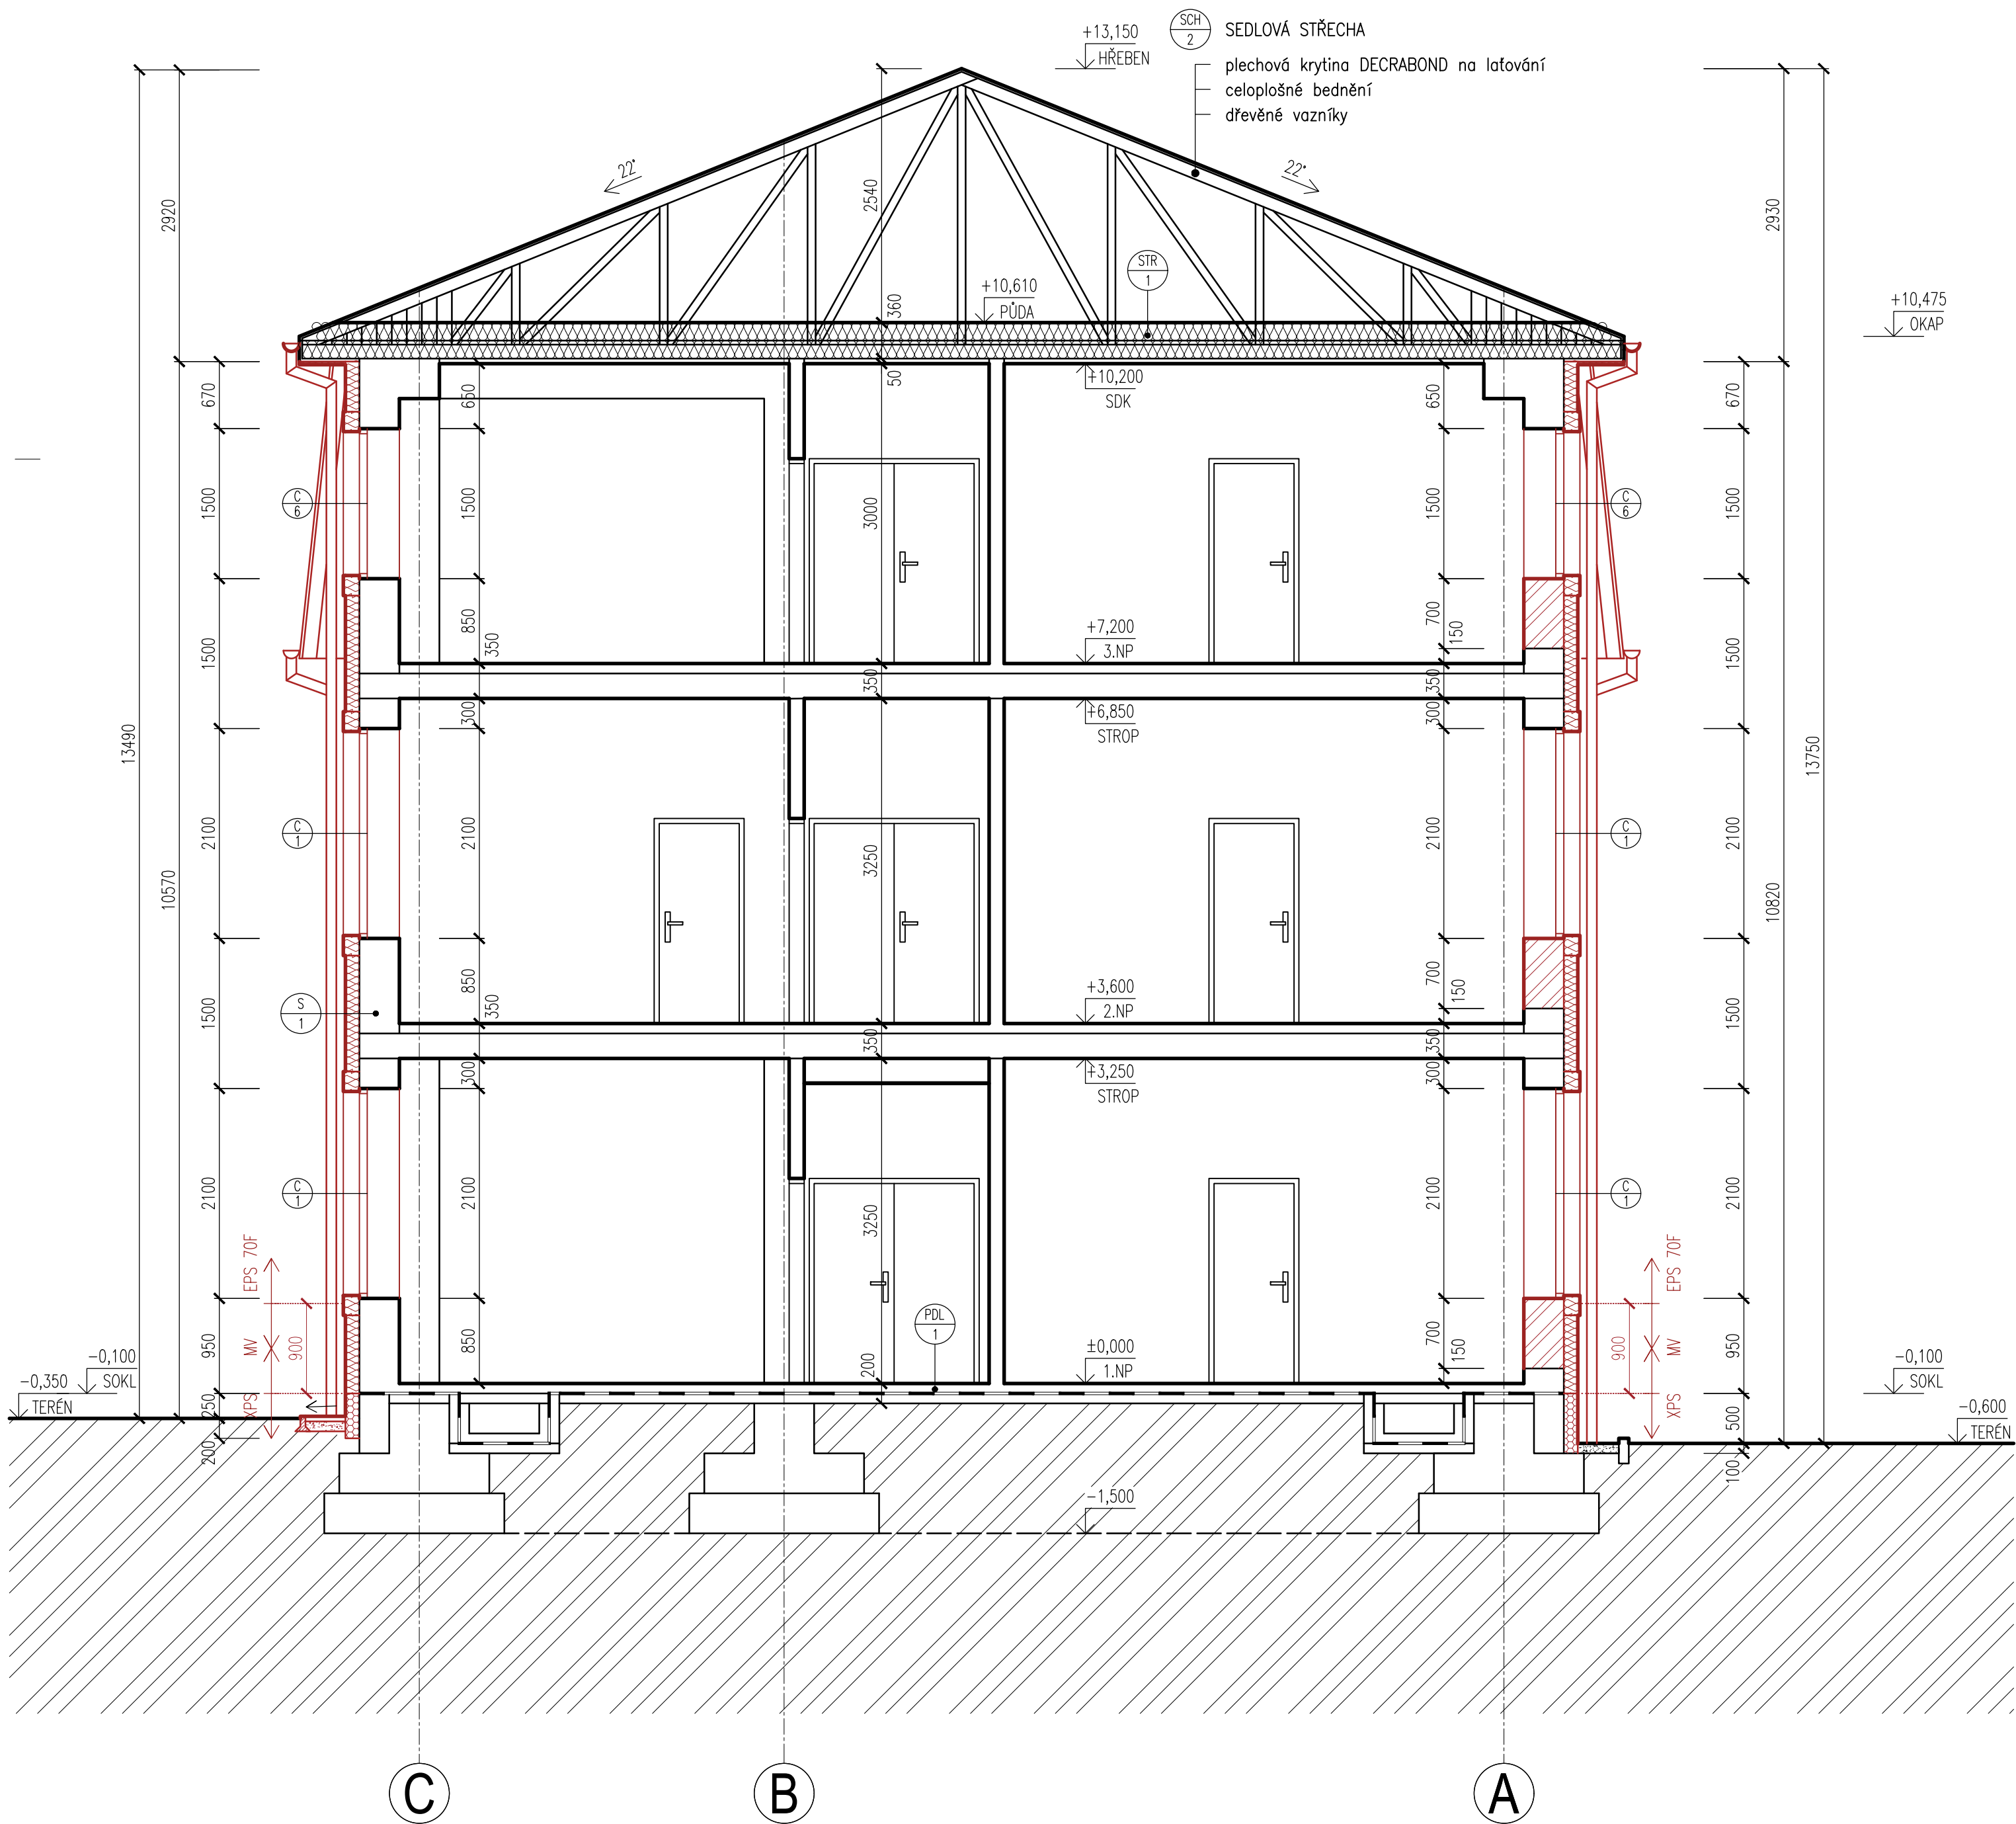 SCH
2
SEDLOVÁ STŘECHA
plechová krytina DECRABOND na laťování
celoplošné bednění
dřevěné vazníky
+13,150
HŘEBEN
22°
22°
2920
2540
2930
STR
1
+10,610
PŮDA
360
+10,475
OKAP
50
+10,200
SDK
670
650
650
670
C
6
C
6
1500
1500
3000
1500
1500
1500
850
350
+7,200
3.NP
700
150
1500
350
350
300
+6,850
STROP
300
13490
13750
C
1
C
1
2100
2100
3250
2100
2100
10570
10820
S
1
1500
850
350
+3,600
2.NP
700
150
1500
350
350
300
+3,250
STROP
300
C
1
C
1
2100
2100
3250
2100
2100
EPS 70F
MV
XPS
900
EPS 70F
MV
XPS
900
PDL
1
950
850
200
±0,000
1.NP
700
150
950
-0,100
SOKL
-0,350
TERÉN
250
200
-0,100
SOKL
-0,600
TERÉN
500
100
-1,500
C
B
A